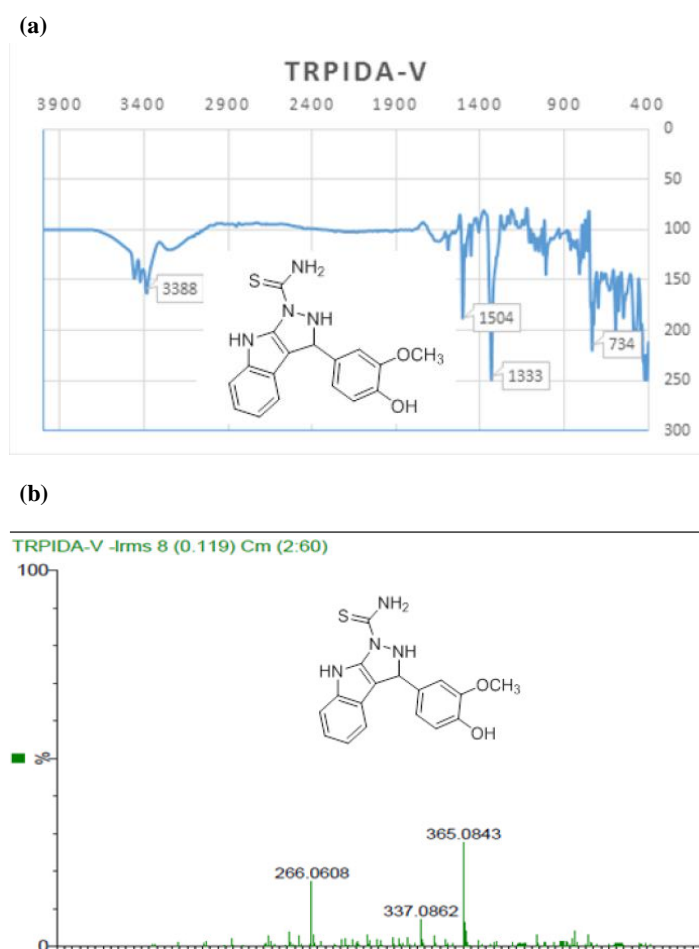 (a)
TRPIDA-V
3900 3400 2900 2400 1900 1400 900 400
0
50
100
150
200
250
300
3388
1504
1333
734
S NH2
N NH
HN
OCH3
OH
(b)
TRPIDA-V -lrms 8 (0.119) Cm (2:60)
100
%
S NH2
N NH
HN
OCH3
OH
365.0843
266.0608
337.0862
0